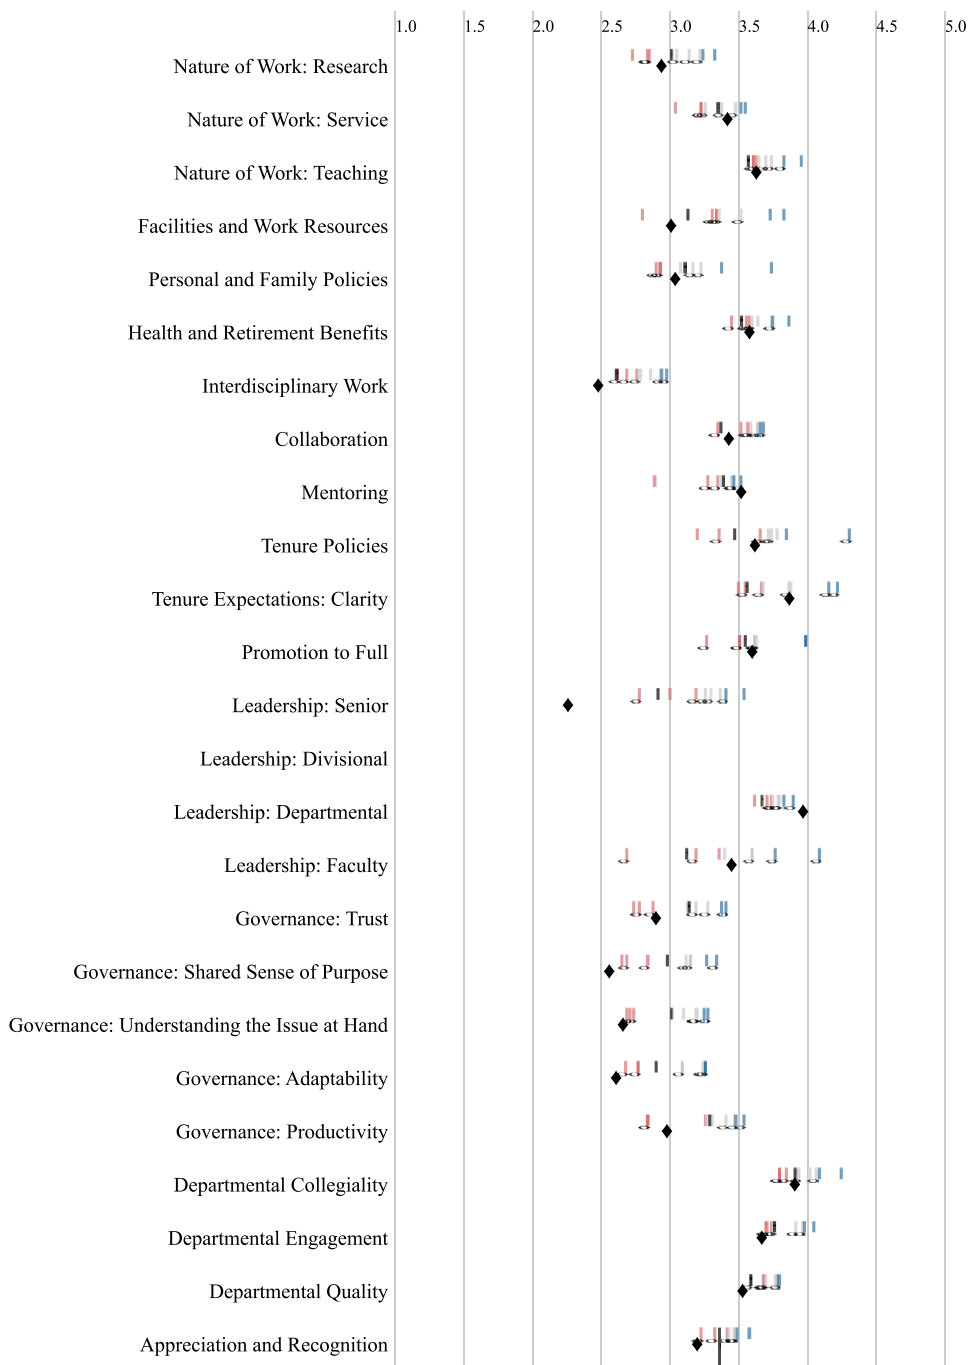 1.0 1.5 2.0 2.5 3.0 3.5 4.0 4.5 5.0
Nature of Work: Research
Nature of Work: Service
Nature of Work: Teaching
Facilities and Work Resources
Personal and Family Policies
Health and Retirement Benefits
Interdisciplinary Work
Collaboration
Mentoring
Tenure Policies
Tenure Expectations: Clarity
Promotion to Full
Leadership: Senior
Leadership: Divisional
Leadership: Departmental
Leadership: Faculty
Governance: Trust
Governance: Shared Sense of Purpose
Governance: Understanding the Issue at Hand
Governance: Adaptability
Governance: Productivity
Departmental Collegiality
Departmental Engagement
Departmental Quality
Appreciation and Recognition